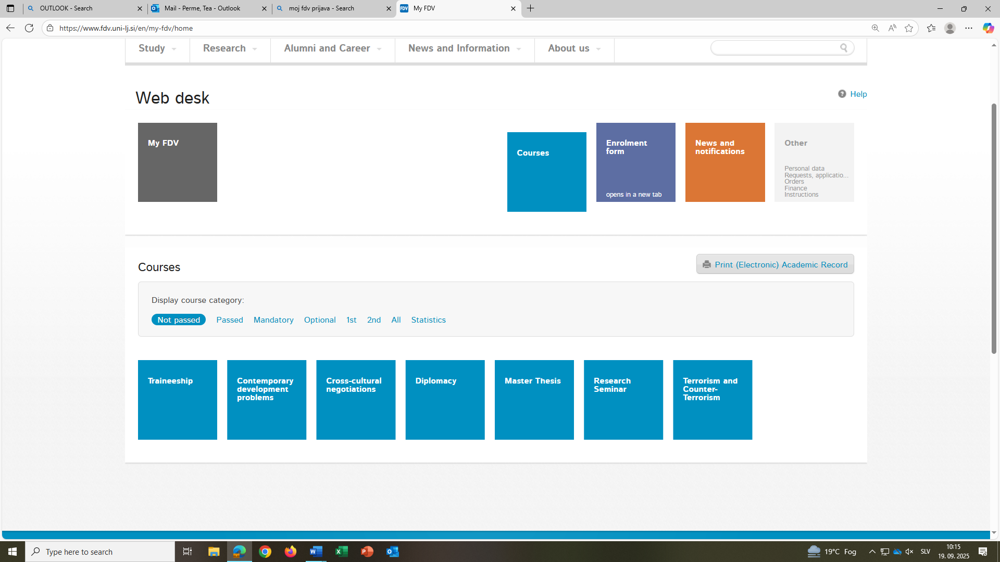 OUTLOOK - Search
Mail - Perme, Tea - Outlook
moj fdv prijava - Search
FDV
My FDV
https://www.fdv.uni-lj.si/en/my-fdv/home
Study
Research
Alumni and Career
News and Information
About us
Web desk
? Help
My FDV
Courses
Enrolment
form
opens in a new tab
News and
notifications
Other
Personal data
Requests, applicatio...
Orders
Finance
Instructions
Courses
Print (Electronic) Academic Record
Display course category:
Not passed Passed Mandatory Optional 1st 2nd All Statistics
Traineeship
Contemporary
development
problems
Cross-cultural
negotiations
Diplomacy
Master Thesis
Research
Seminar
Terrorism and
Counter-
Terrorism
Type here to search
19°C Fog
SLV
10:15
19. 09. 2025